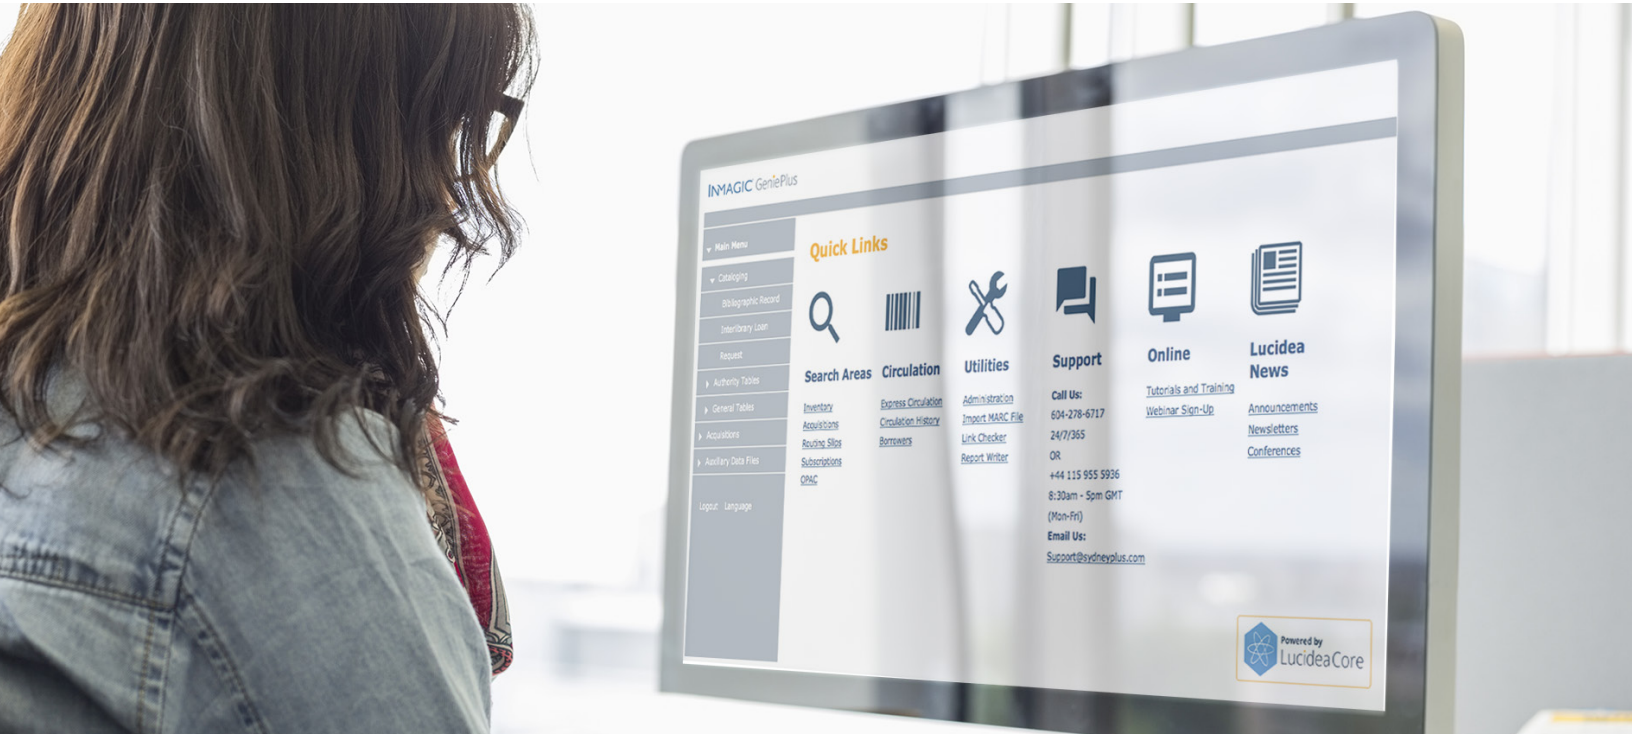 INMAGIC GeniePlus
Main Menu
Cataloging
Bibliographic Record
Interlibrary Loan
Request
Authority Tables
General Tables
Acquisitions
Auxiliary Data Files
Logout Language
Quick Links
Search Areas
Inventory
Acquisitions
Routing Slips
Subscriptions
OPAC
Circulation
Express Circulation
Circulation History
Borrowers
Utilities
Administration
Import MARC File
Link Checker
Report Writer
Support
Call Us:
604-278-6717
24/7/365
OR
+44 115 955 5936
8:30am - 5pm GMT
(Mon-Fri)
Email Us:
Support@sydneyplus.com
Online
Tutorials and Training
Webinar Sign-Up
Lucidea
News
Announcements
Newsletters
Conferences
Powered by
LucideaCore